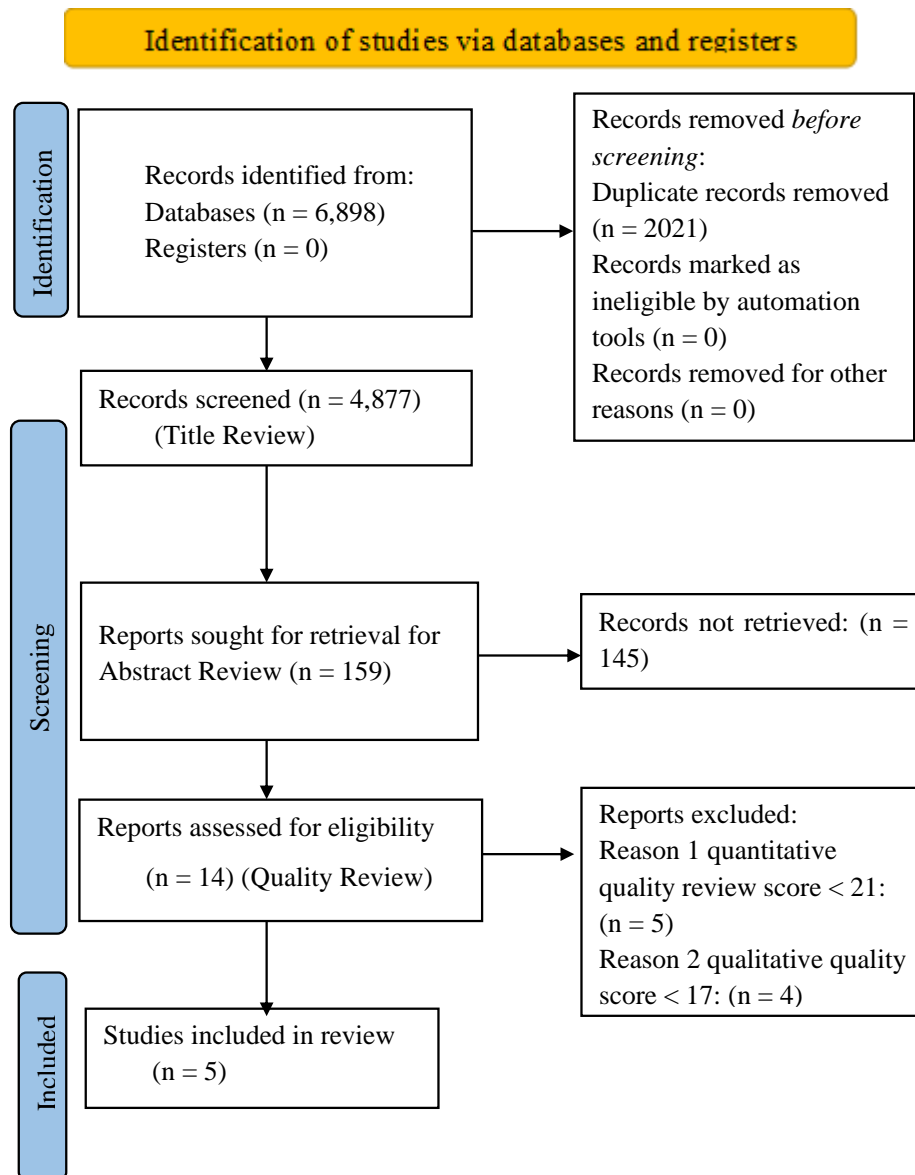 Identification of studies via databases and registers
Identification
Records identified from:
Databases (n = 6,898)
Registers (n = 0)
Records removed before
screening:
Duplicate records removed
(n = 2021)
Records marked as
ineligible by automation
tools (n = 0)
Records removed for other
reasons (n = 0)
Screening
Records screened (n = 4,877)
(Title Review)
Reports sought for retrieval for
Abstract Review (n = 159)
Records not retrieved: (n =
145)
Reports assessed for eligibility
(n = 14) (Quality Review)
Reports excluded:
Reason 1 quantitative
quality review score < 21:
(n = 5)
Reason 2 qualitative quality
score < 17: (n = 4)
Included
Studies included in review
(n = 5)